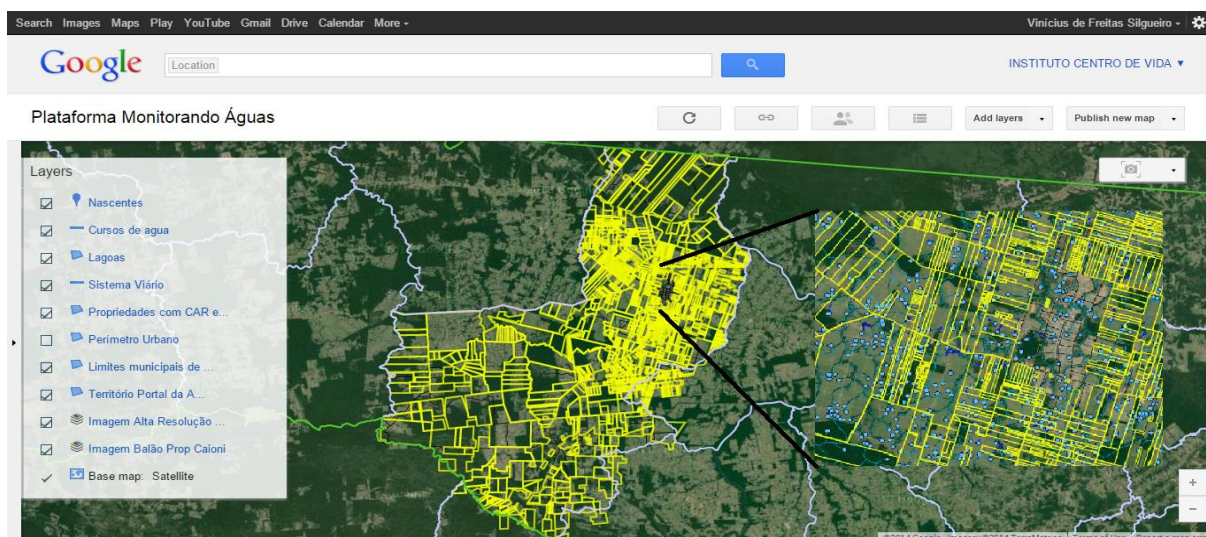 Search Images Maps Play YouTube Gmail Drive Calendar More
Vinícius de Freitas Silgueiro
Google
Location
INSTITUTO CENTRO DE VIDA
Plataforma Monitorando Águas
Add layers
Publish new map
Layers
Nascentes
Cursos de agua
Lagoas
Sistema Viário
Propriedades com CAR e...
Perímetro Urbano
Limites municipais de ...
Território Portal da A...
Imagem Alta Resolução ...
Imagem Balão Prop Caioni
Base map: Satellite